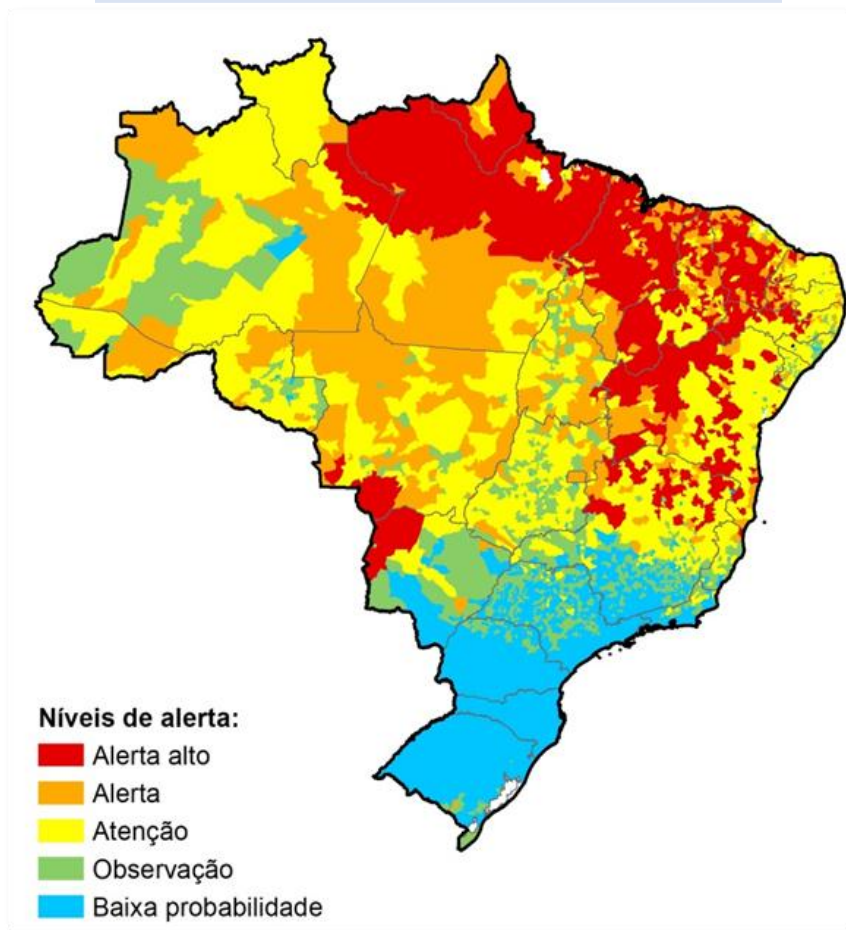 Níveis de alerta:
Alerta alto
Alerta
Atenção
Observação
Baixa probabilidade